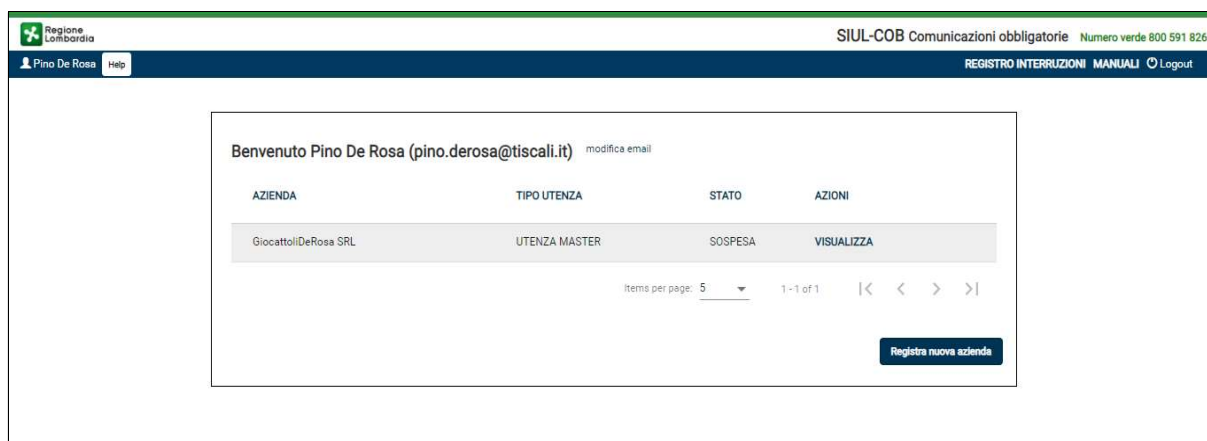 Regione
Lombardia
SIUL-COB Comunicazioni obbligatorie Numero verde 800 591 826
Pino De Rosa Help REGISTRO INTERRUZIONI MANUALI Logout
Benvenuto Pino De Rosa (pino.derosa@tiscali.it) modifica email
AZIENDA TIPO UTENZA STATO AZIONI
GiocattoliDeRosa SRL UTENZA MASTER SOSPESA VISUALIZZA
Items per page: 5 1 - 1 of 1
Registra nuova azienda